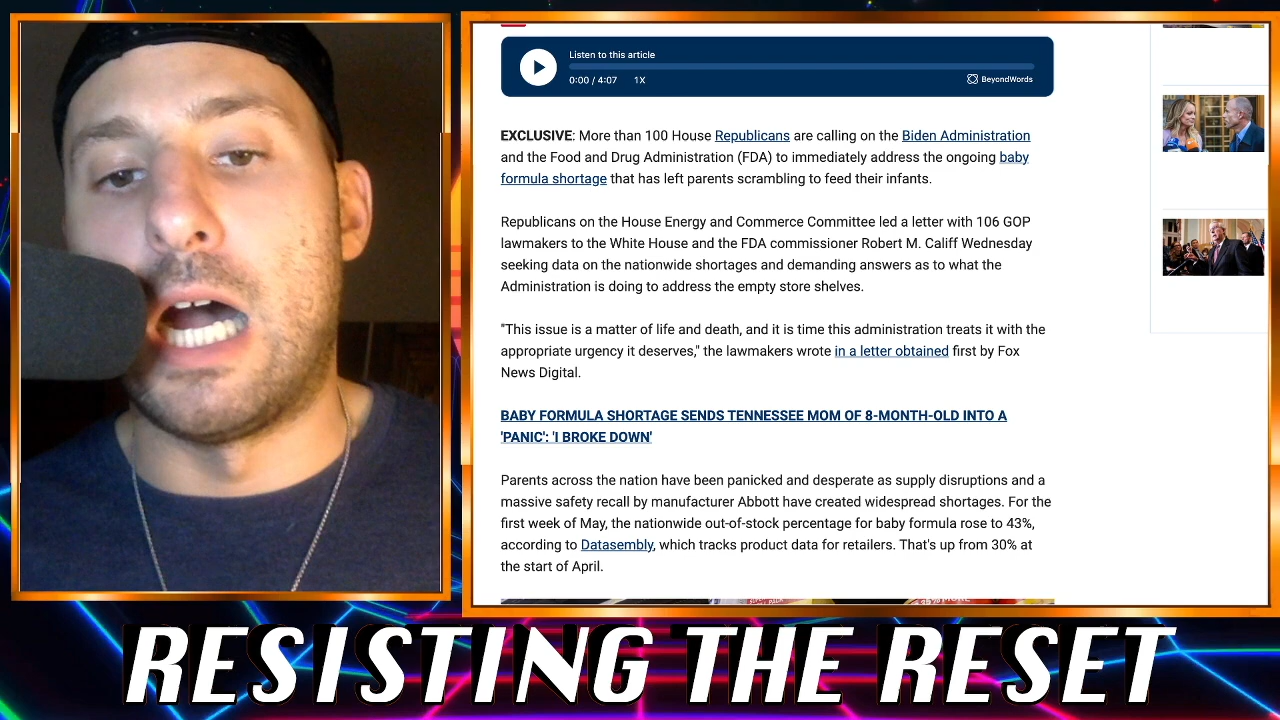 Listen to this article
0:00 / 4:07 1X BeyondWords
EXCLUSIVE: More than 100 House Republicans are calling on the Biden Administration
and the Food and Drug Administration (FDA) to immediately address the ongoing baby
formula shortage that has left parents scrambling to feed their infants.
Republicans on the House Energy and Commerce Committee led a letter with 106 GOP
lawmakers to the White House and the FDA commissioner Robert M. Califf Wednesday
seeking data on the nationwide shortages and demanding answers as to what the
Administration is doing to address the empty store shelves.
"This issue is a matter of life and death, and it is time this administration treats it with the
appropriate urgency it deserves," the lawmakers wrote in a letter obtained first by Fox
News Digital.
BABY FORMULA SHORTAGE SENDS TENNESSEE MOM OF 8-MONTH-OLD INTO A
'PANIC': 'I BROKE DOWN'
Parents across the nation have been panicked and desperate as supply disruptions and a
massive safety recall by manufacturer Abbott have created widespread shortages. For the
first week of May, the nationwide out-of-stock percentage for baby formula rose to 43%,
according to Datasembly, which tracks product data for retailers. That's up from 30% at
the start of April.
RESISTING THE RESET